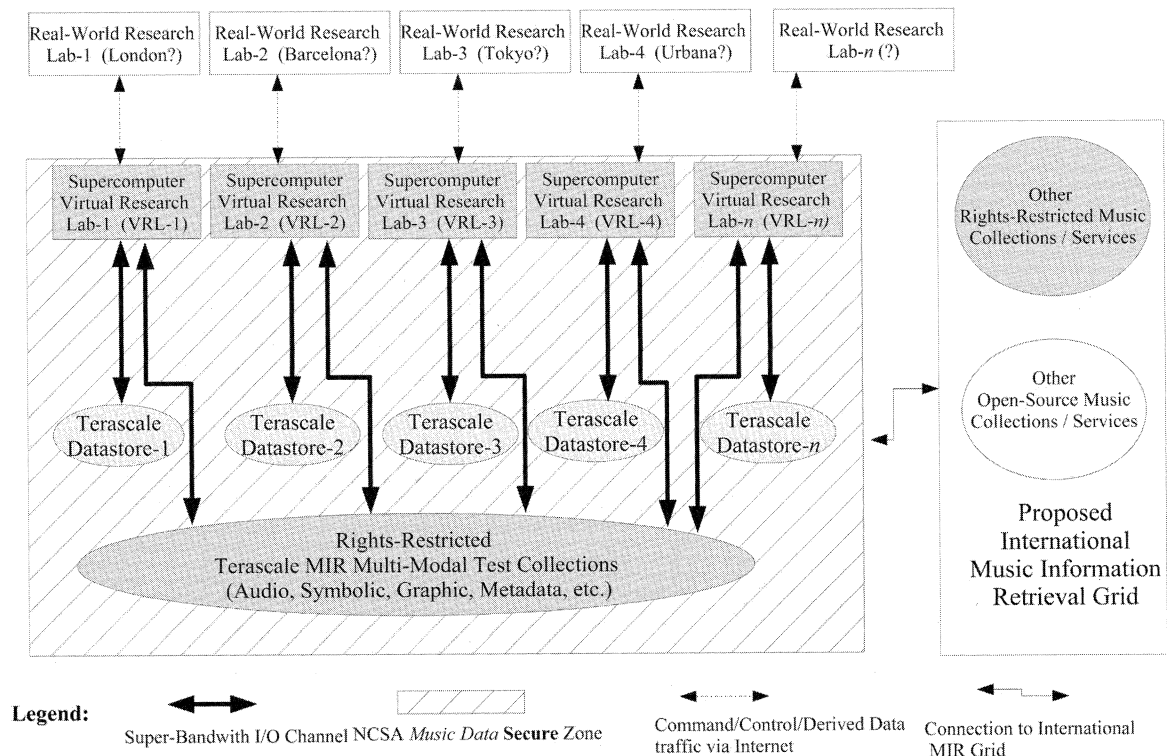 Real-World Research
Lab-1 (London?)
Real-World Research
Lab-2 (Barcelona?)
Real-World Research
Lab-3 (Tokyo?)
Real-World Research
Lab-4 (Urbana?)
Real-World Research
Lab-n (?)
Supercomputer
Virtual Research
Lab-1 (VRL-1)
Supercomputer
Virtual Research
Lab-2 (VRL-2)
Supercomputer
Virtual Research
Lab-3 (VRL-3)
Supercomputer
Virtual Research
Lab-4 (VRL-4)
Supercomputer
Virtual Research
Lab-n (VRL-n)
Other
Rights-Restricted Music
Collections / Services
Other
Open-Source Music
Collections / Services
Proposed
International
Music Information
Retrieval Grid
Terascale
Datastore-1
Terascale
Datastore-2
Terascale
Datastore-3
Terascale
Datastore-4
Terascale
Datastore-n
Rights-Restricted
Terascale MIR Multi-Modal Test Collections
(Audio, Symbolic, Graphic, Metadata, etc.)
Legend:
Super-Bandwith I/O Channel
NCSA Music Data Secure Zone
Command/Control/Derived Data
traffic via Internet
Connection to International
MIR Grid